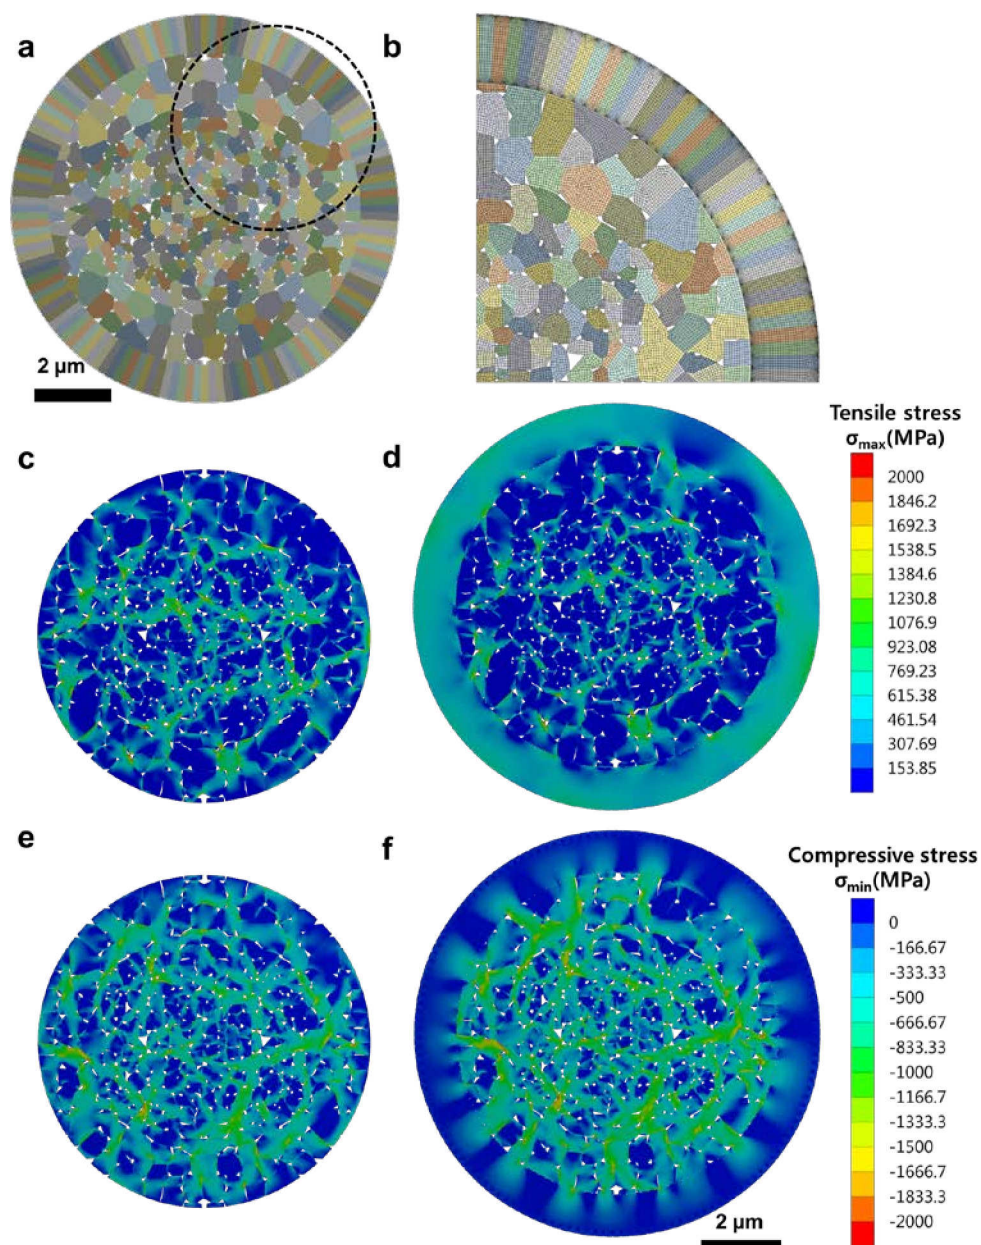 a
b
2 μm
c
d
Tensile stress
σmax(MPa)
2000
1846.2
1692.3
1538.5
1384.6
1230.8
1076.9
923.08
769.23
615.38
461.54
307.69
153.85
e
f
Compressive stress
σmin(MPa)
0
-166.67
-333.33
-500
-666.67
-833.33
-1000
-1166.7
-1333.3
-1500
-1666.7
-1833.3
-2000
2 μm